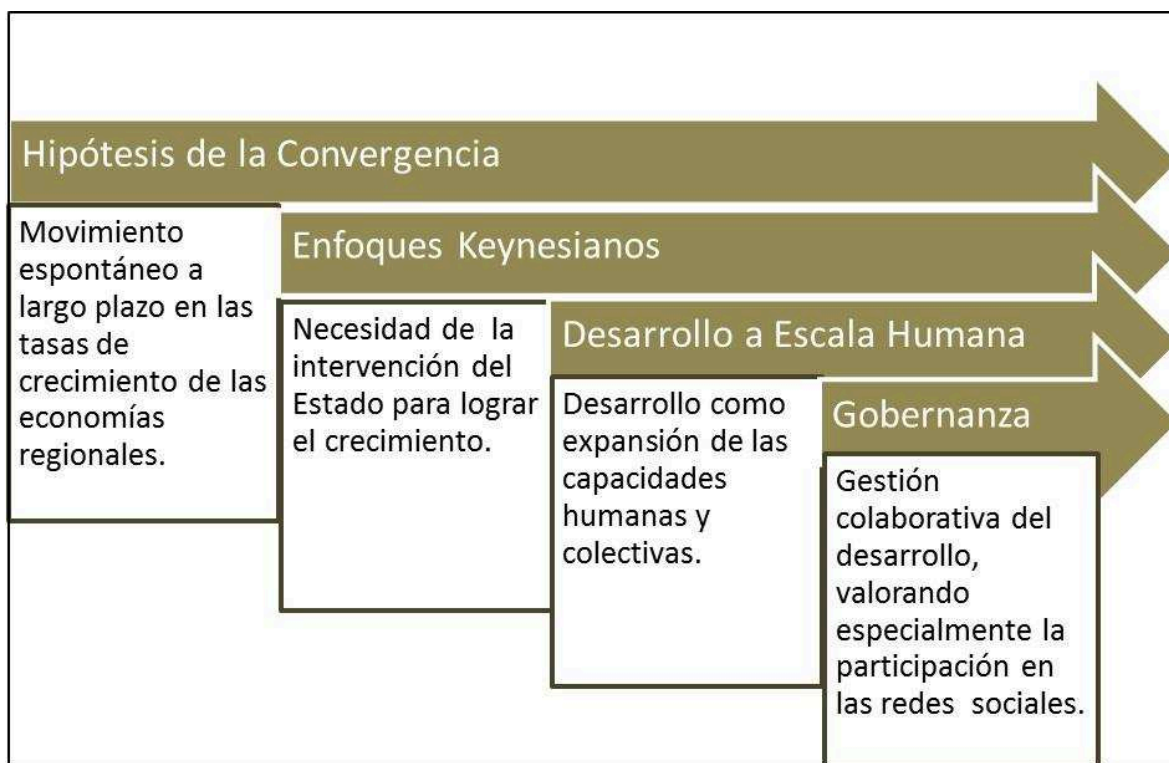 Hipótesis de la Convergencia
Movimiento
espontáneo a
largo plazo en las
tasas de
crecimiento de las
economías
regionales.
Enfoques Keynesianos
Necesidad de la
intervención del
Estado para lograr
el crecimiento.
Desarrollo a Escala Humana
Desarrollo como
expansión de las
capacidades
humanas y
colectivas.
Gobernanza
Gestión
colaborativa del
desarrollo,
valorando
especialmente la
participación en
las redes sociales.